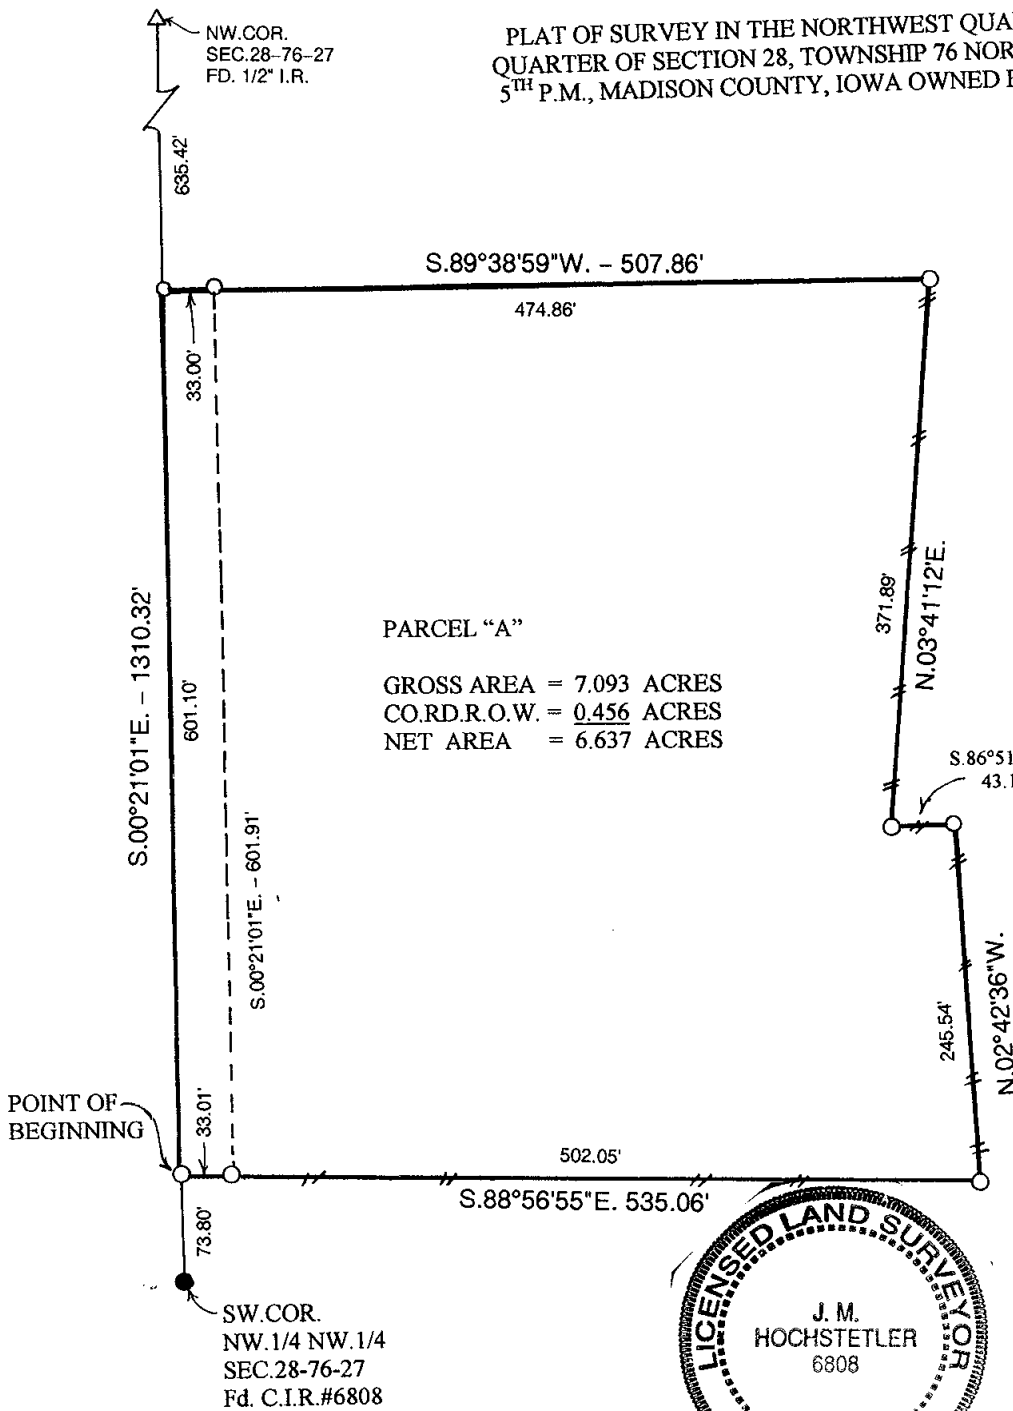 NW.COR.
SEC.28-76-27
FD. 1/2" I.R.
PLAT OF SURVEY IN THE NORTHWEST
QUARTER OF SECTION 28, TOWNSHIP 76
5TH P.M., MADISON COUNTY, IOWA OWNED
635.42'
S.89°38'59"W. – 507.86'
474.86'
33.00'
S.00°21'01"E. – 1310.32'
601.10'
S.00°21'01"E. – 601.91'
PARCEL "A"
GROSS AREA = 7.093 ACRES
CO.RD.R.O.W. = 0.456 ACRES
NET AREA = 6.637 ACRES
371.89'
N.03°41'12"E.
S.86°51
43.1
245.54'
N.02°42'36"W.
POINT OF
BEGINNING
33.01'
502.05'
S.88°56'55"E. 535.06'
73.80'
SW.COR.
NW.1/4 NW.1/4
SEC.28-76-27
Fd. C.I.R.#6808
LICENSED LAND SURVEYOR
J. M.
HOCHSTETLER
6808